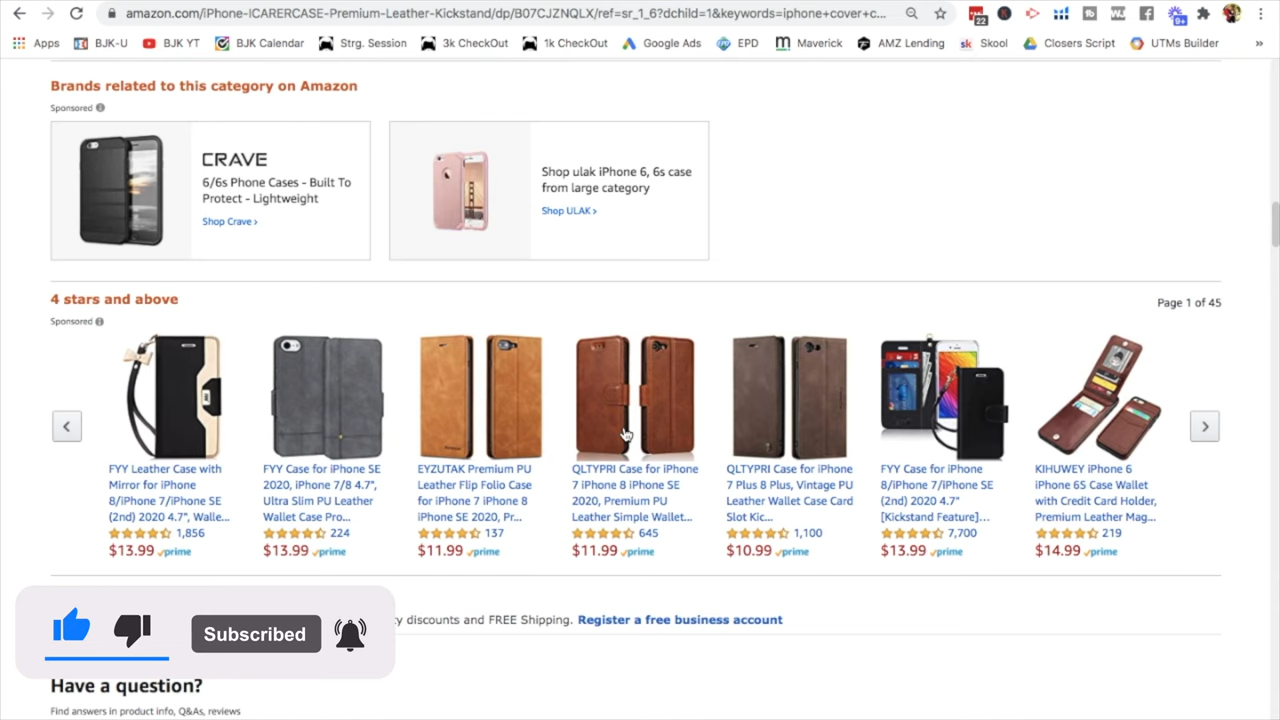 amazon.com/iPhone-ICARERCASE-Premium-Leather-Kickstand/dp/B07CJZNQLX/ref=sr_1_6?dchild=1&keywords=iphone+cover+c...
22
9+
Apps BJK-U BJK YT BJK Calendar Strg. Session 3k CheckOut 1k CheckOut Google Ads EPD Maverick AMZ Lending Skool Closers Script UTMs Builder »
Brands related to this category on Amazon
Sponsored
CRAVE
6/6s Phone Cases - Built To
Protect - Lightweight
Shop Crave ›
Shop ulak iPhone 6, 6s case
from large category
Shop ULAK ›
4 stars and above
Page 1 of 45
Sponsored
FYY Leather Case with
Mirror for iPhone
8/iPhone 7/iPhone SE
(2nd) 2020 4.7", Walle...
1,856
$13.99 prime
FYY Case for iPhone SE
2020, iPhone 7/8 4.7",
Ultra Slim PU Leather
Wallet Case Pro...
224
$13.99 prime
EYZUTAK Premium PU
Leather Flip Folio Case
for iPhone 7 iPhone 8
iPhone SE 2020, Pr...
137
$11.99 prime
QLTYPRI Case for iPhone
7 iPhone 8 iPhone SE
2020, Premium PU
Leather Simple Wallet...
645
$11.99 prime
QLTYPRI Case for iPhone
7 Plus 8 Plus, Vintage PU
Leather Wallet Case Card
Slot Kic...
1,100
$10.99 prime
FYY Case for iPhone
8/iPhone 7/iPhone SE
(2nd) 2020 4.7"
[Kickstand Feature]...
7,700
$13.99 prime
KIHUWEY iPhone 6
iPhone 6S Case Wallet
with Credit Card Holder,
Premium Leather Mag...
219
$14.99 prime
ty discounts and FREE Shipping. Register a free business account
Subscribed
Have a question?
Find answers in product info, Q&As, reviews